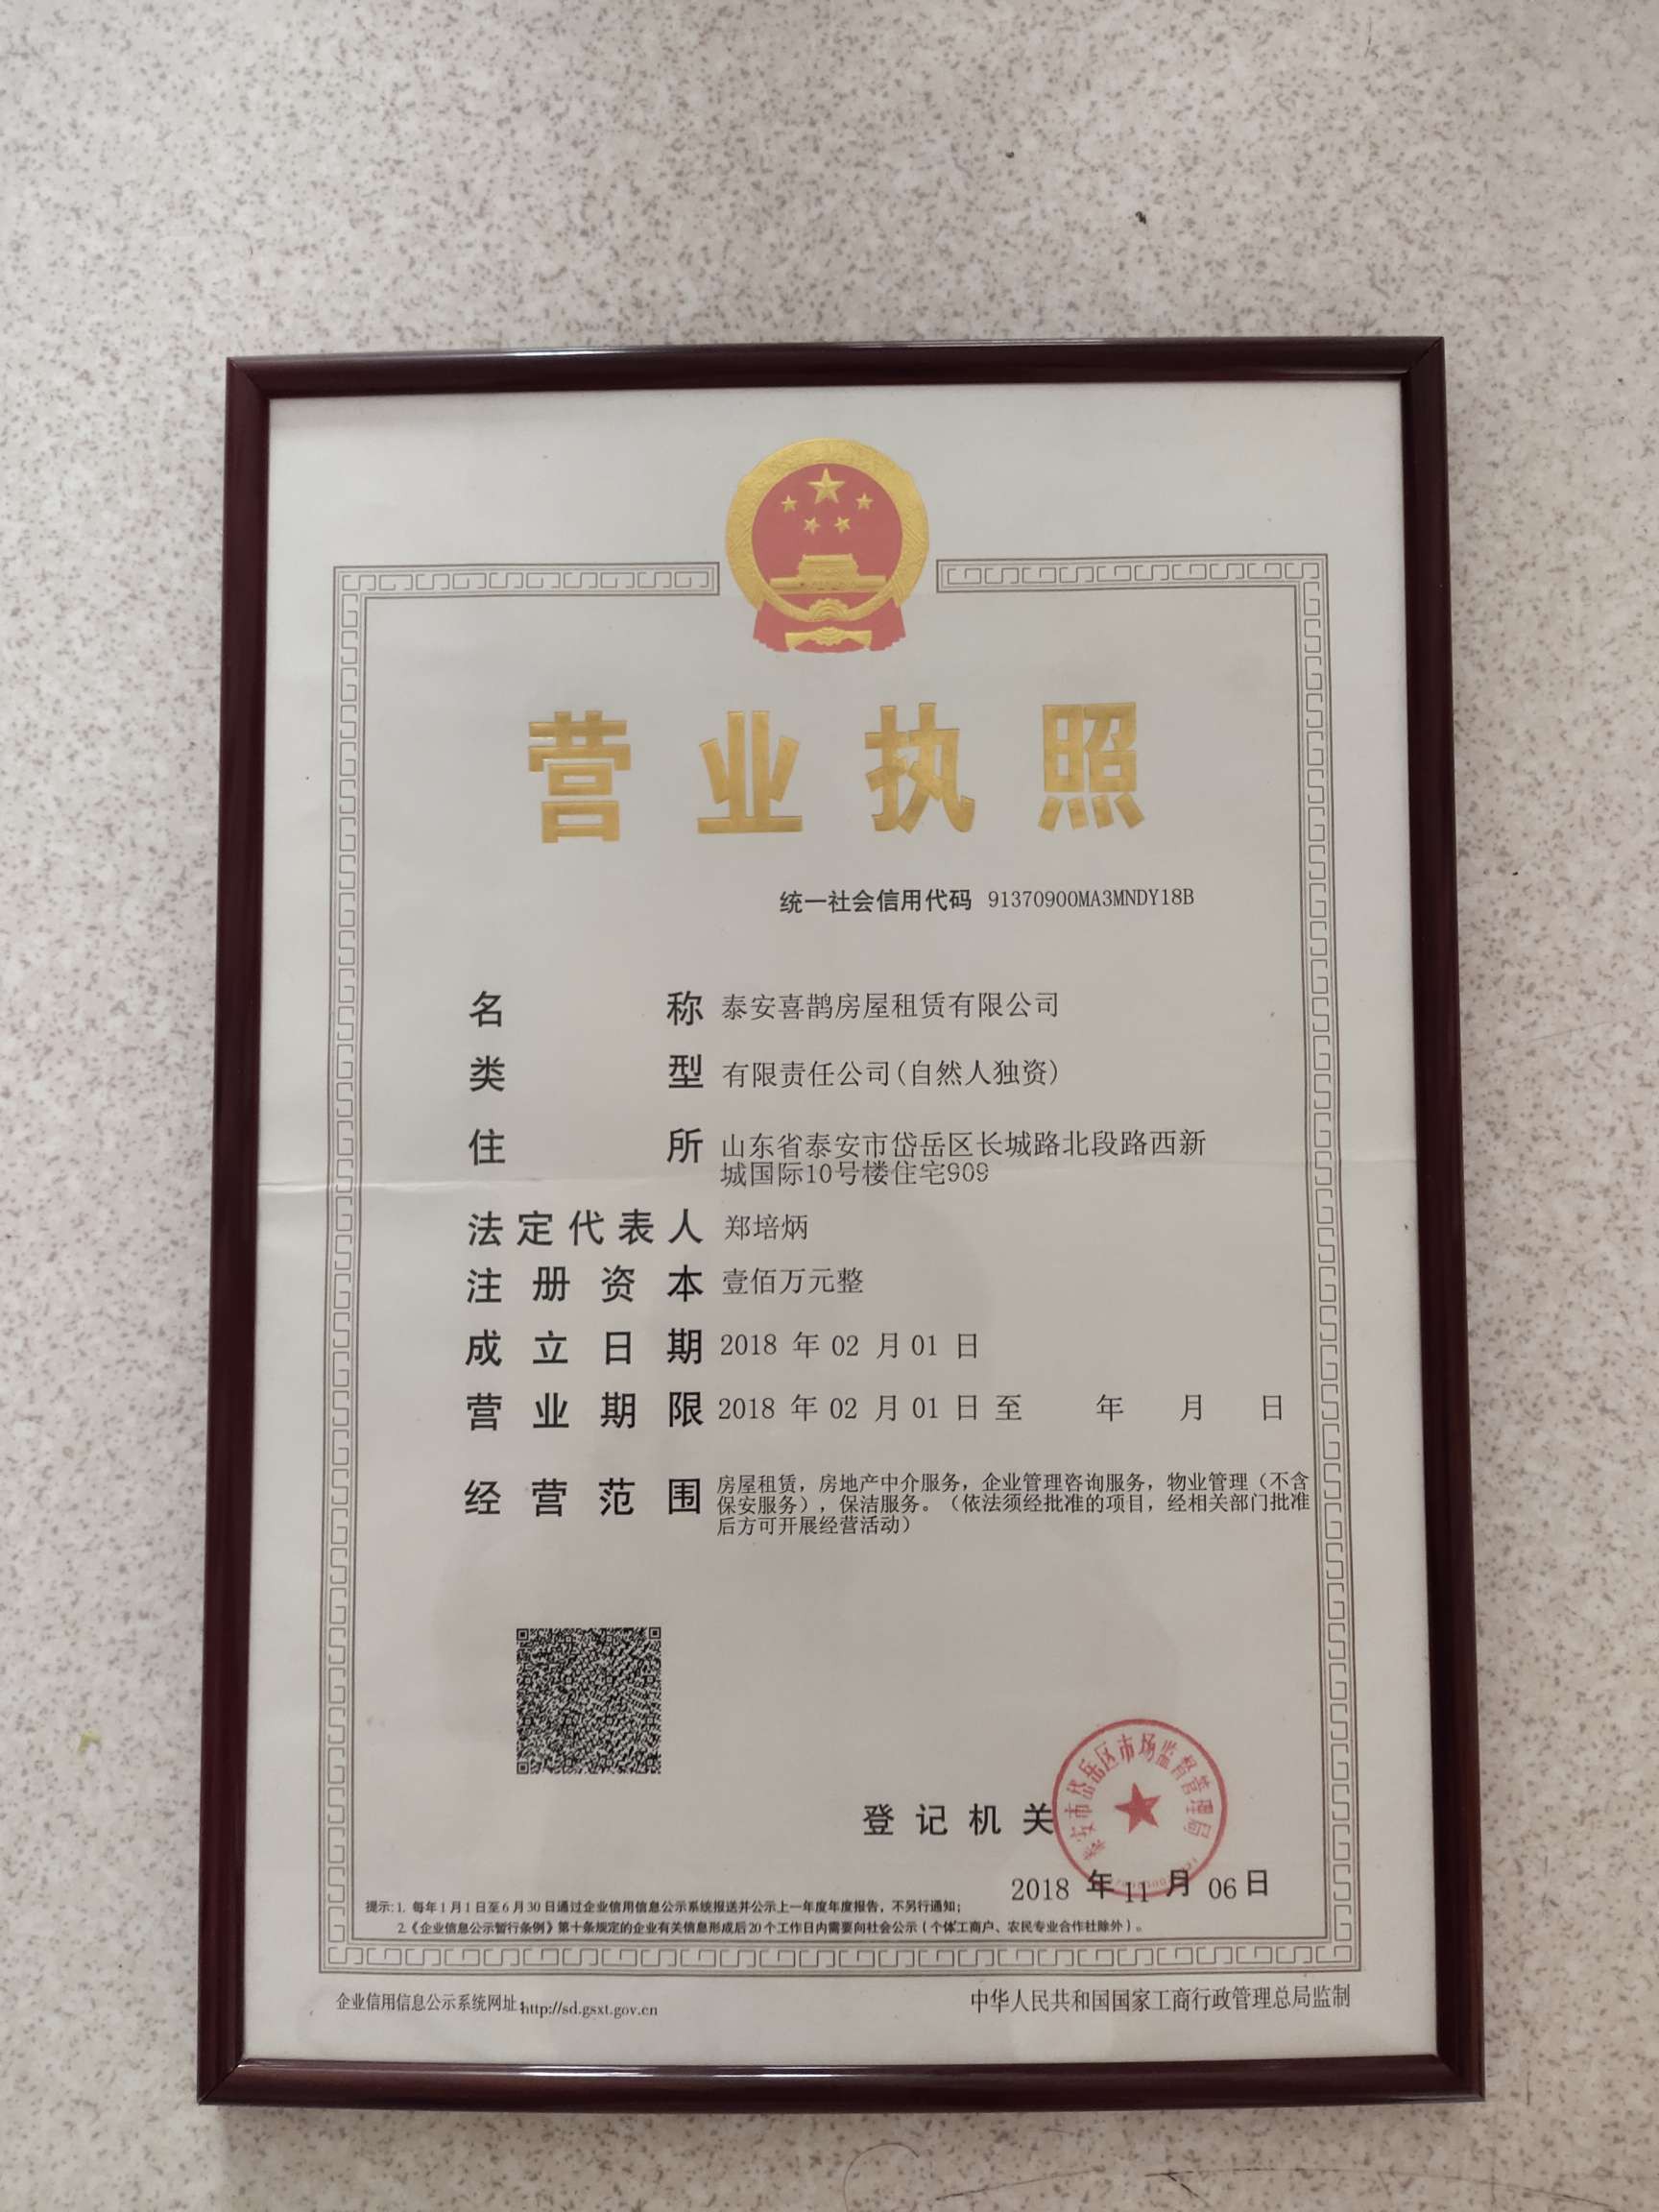 营业执照
统一社会信用代码 91370900MA3MNDY18B
名称 泰安喜鹊房屋租赁有限公司
类型 有限责任公司(自然人独资)
住所 山东省泰安市岱岳区长城路北段路西新
城国际10号楼住宅909
法定代表人 郑培炳
注册资本 壹佰万元整
成立日期 2018 年 02 月 01 日
营业期限 2018 年 02 月 01 日 至 年 月 日
经营范围 房屋租赁，房地产中介服务，企业管理咨询服务，物业管理（不含
保安服务），保洁服务。（依法须经批准的项目，经相关部门批准
后方可开展经营活动）
泰安市岱岳区市场监督管理局
登记机关
2018 年 11 月 06 日
提示:1. 每年1月1日至6月30日通过企业信用信息公示系统报送并公示上一年度年度报告，不另行通知；
2.《企业信息公示暂行条例》第十条规定的企业有关信息形成后20个工作日内需要向社会公示（个体工商户、农民专业合作社除外）。
企业信用信息公示系统网址:http://sd.gsxt.gov.cn
中华人民共和国国家工商行政管理总局监制